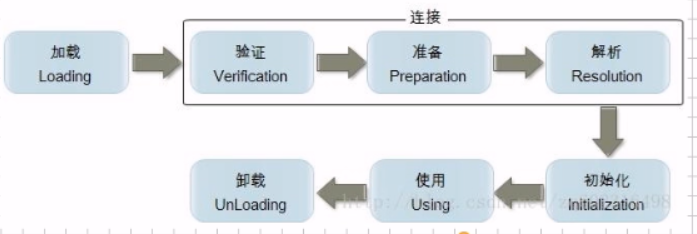 连接
加载
Loading
验证
Verification
准备
Preparation
解析
Resolution
初始化
Initialization
使用
Using
卸载
UnLoading